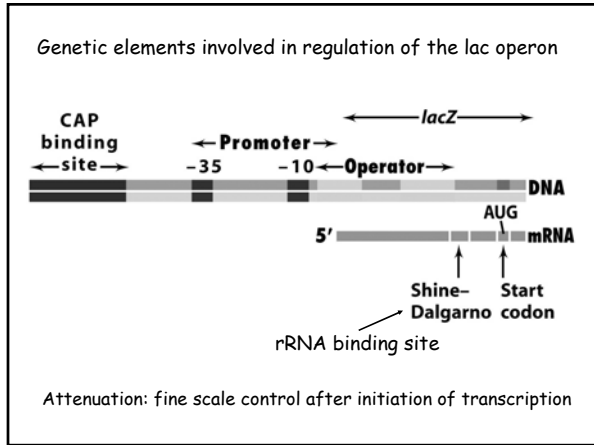 Genetic elements involved in regulation of the lac operon
lacZ
CAP
binding
site
Promoter
–35
–10
Operator
DNA
AUG
5′
mRNA
Shine–
Dalgarno
Start
codon
rRNA binding site
Attenuation: fine scale control after initiation of transcription